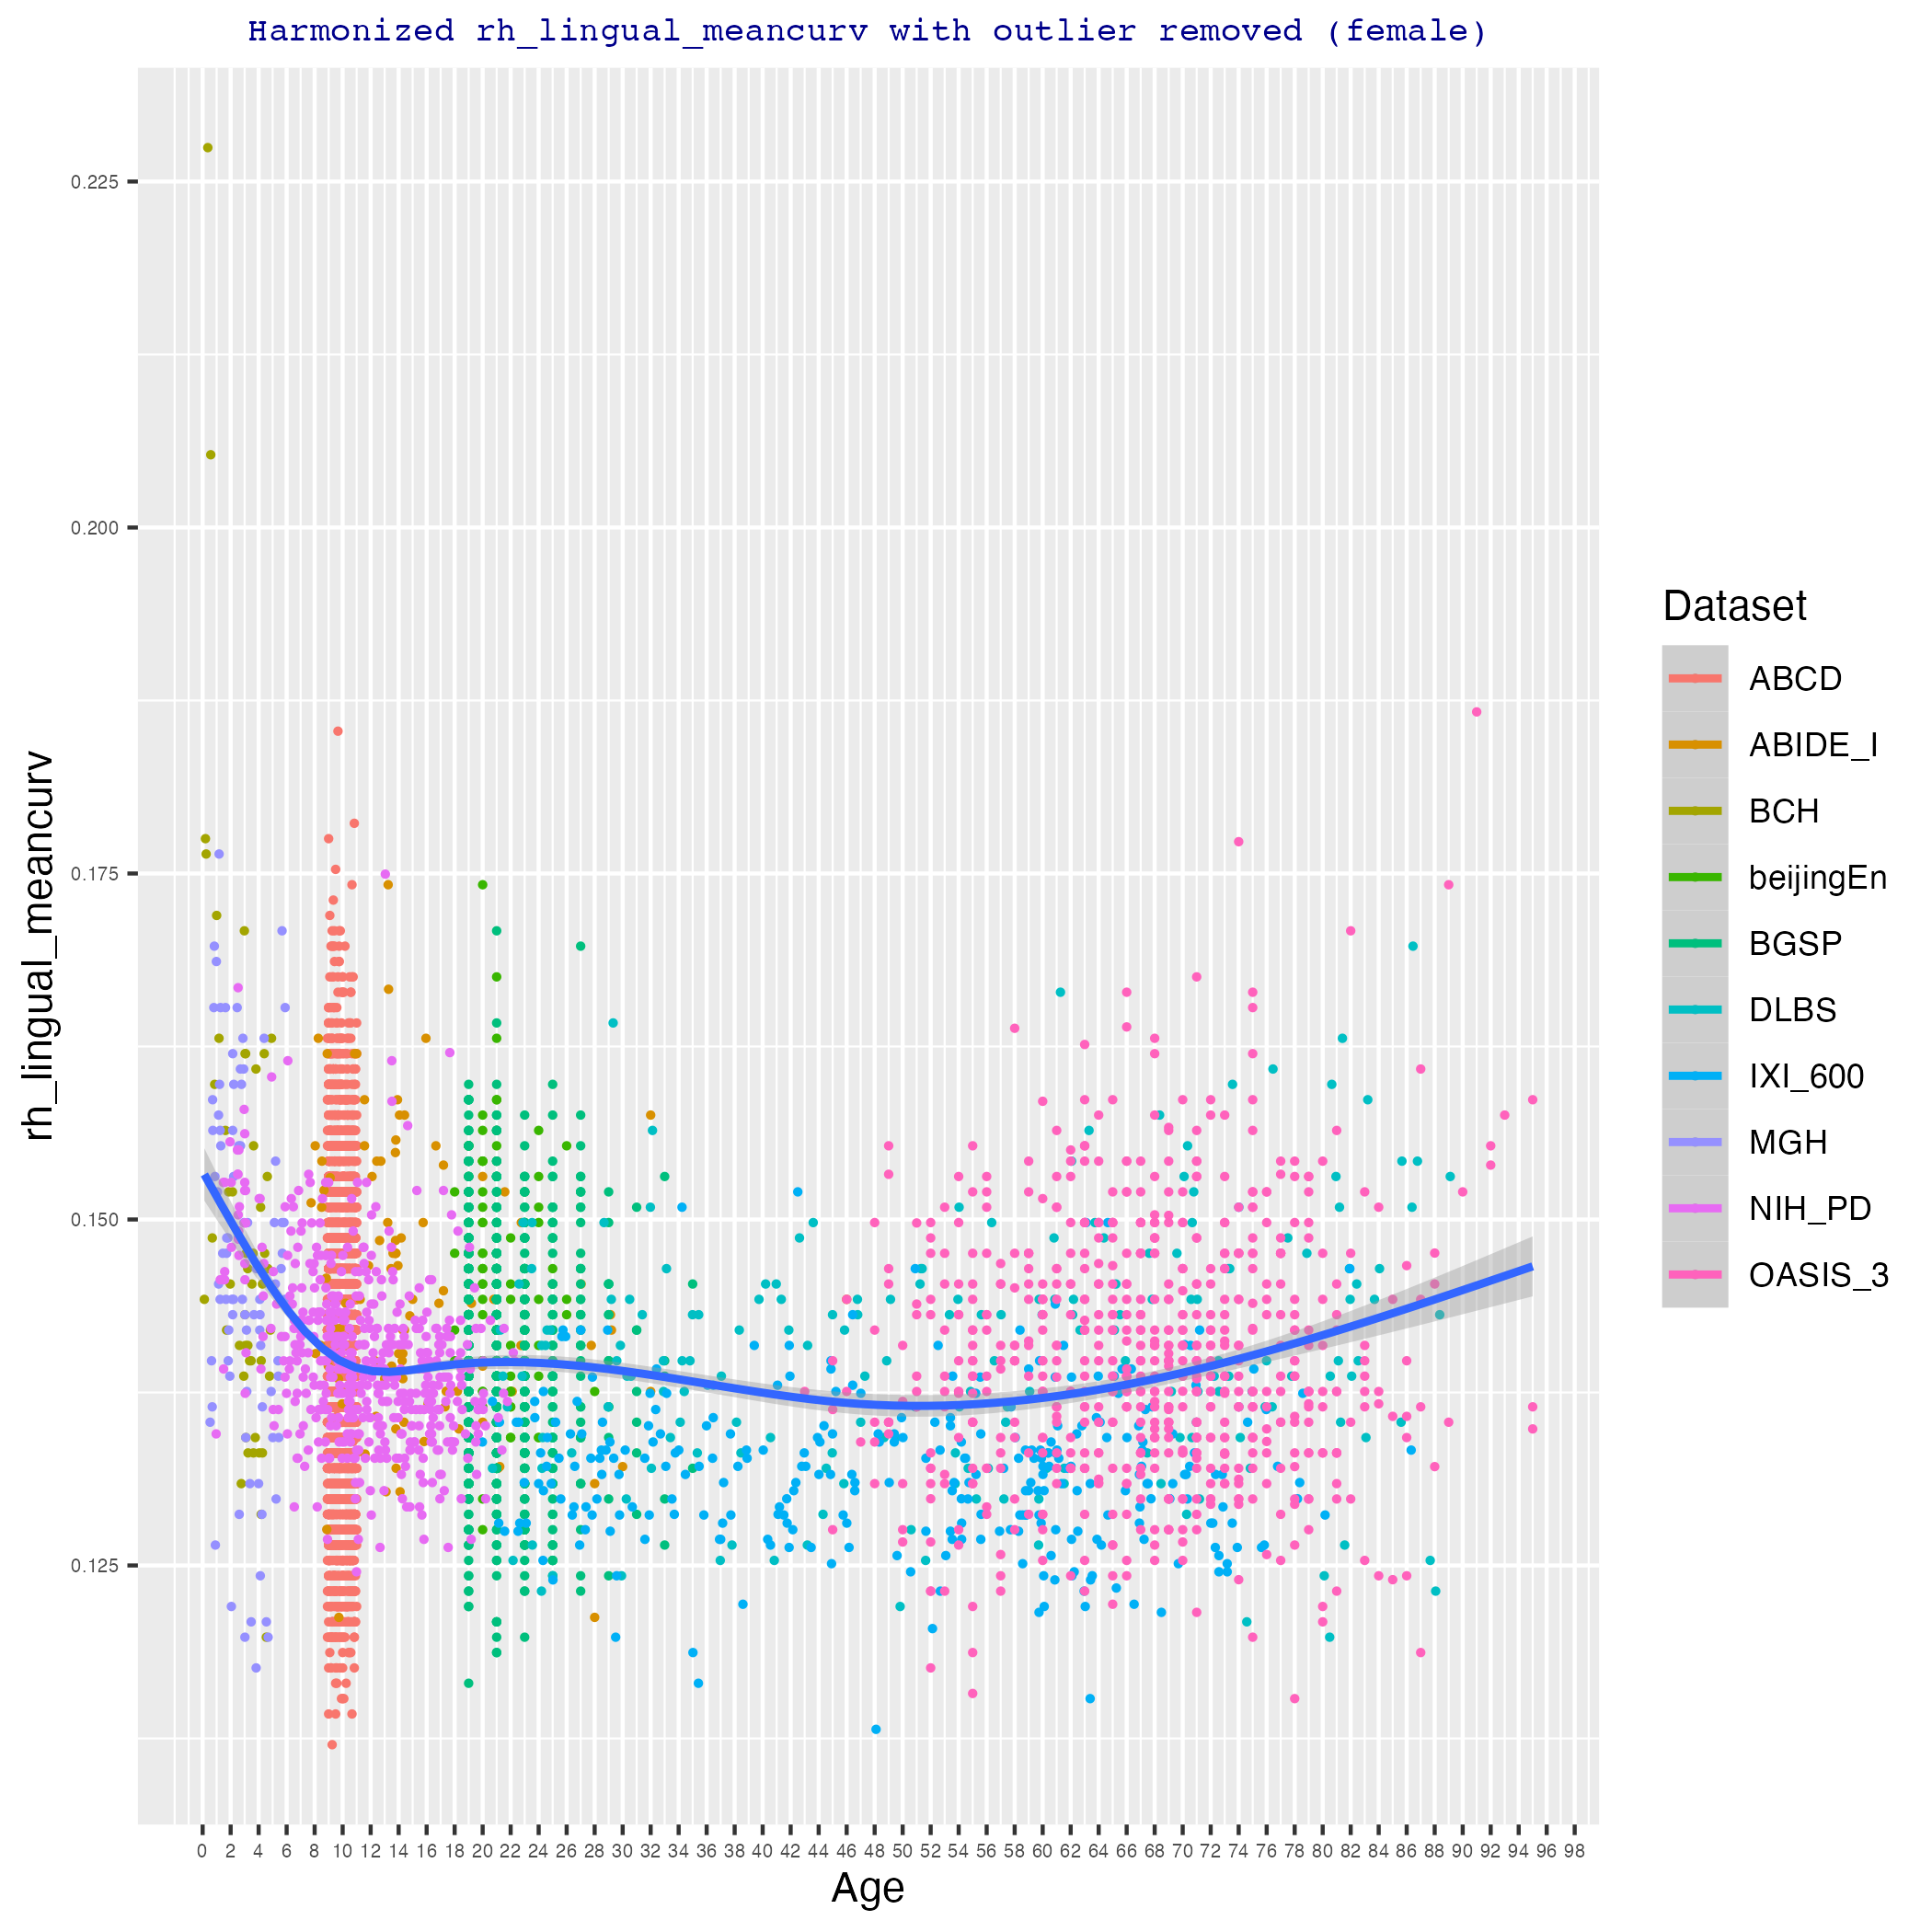 Harmonized rh_lingual_meancurv with outlier removed (female)
rh_lingual_meancurv
0.225
0.200
0.175
0.150
0.125
0 2 4 6 8 10 12 14 16 18 20 22 24 26 28 30 32 34 36 38 40 42 44 46 48 50 52 54 56 58 60 62 64 66 68 70 72 74 76 78 80 82 84 86 88 90 92 94 96 98
Age
Dataset
ABCD
ABIDE_I
BCH
beijingEn
BGSP
DLBS
IXI_600
MGH
NIH_PD
OASIS_3